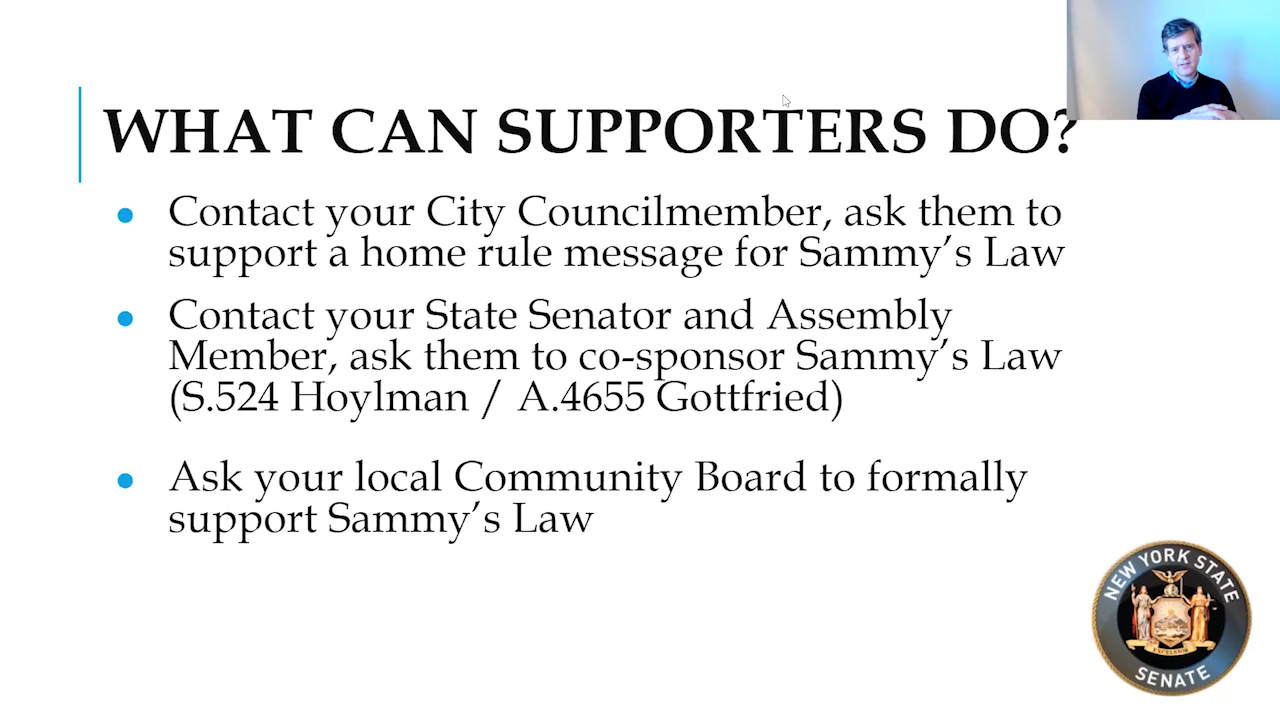 WHAT CAN SUPPORTERS DO?
● Contact your City Councilmember, ask them to
support a home rule message for Sammy’s Law
● Contact your State Senator and Assembly
Member, ask them to co-sponsor Sammy’s Law
(S.524 Hoylman / A.4655 Gottfried)
● Ask your local Community Board to formally
support Sammy’s Law
NEW YORK STATE
EXCELSIOR
SENATE